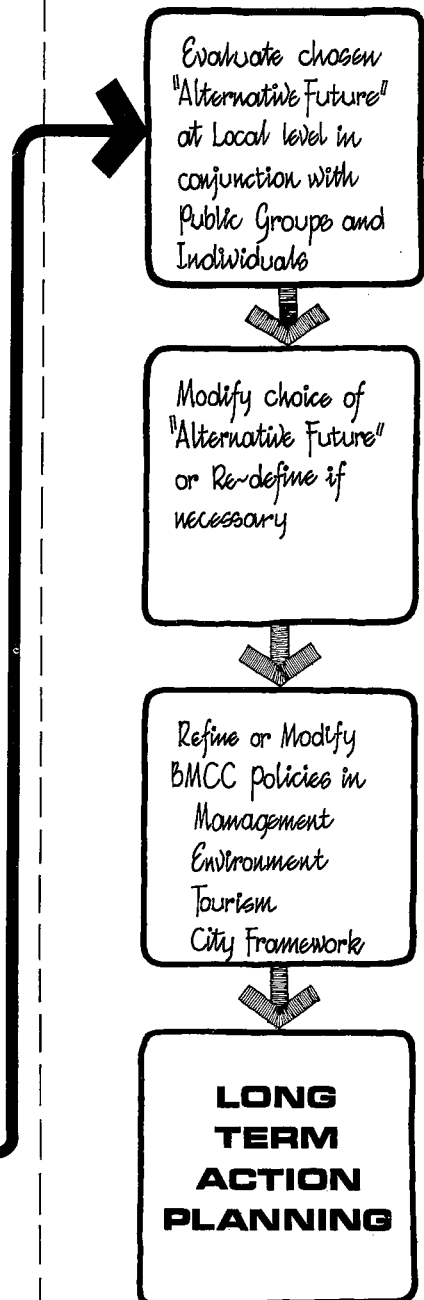 Evaluate chosen
"Alternative Future"
at Local level in
conjunction with
Public Groups and
Individuals
Modify choice of
"Alternative Future"
or Re~define if
necessary
Refine or Modify
BMCC policies in
Management
Environment
Tourism
City Framework
LONG
TERM
ACTION
PLANNING